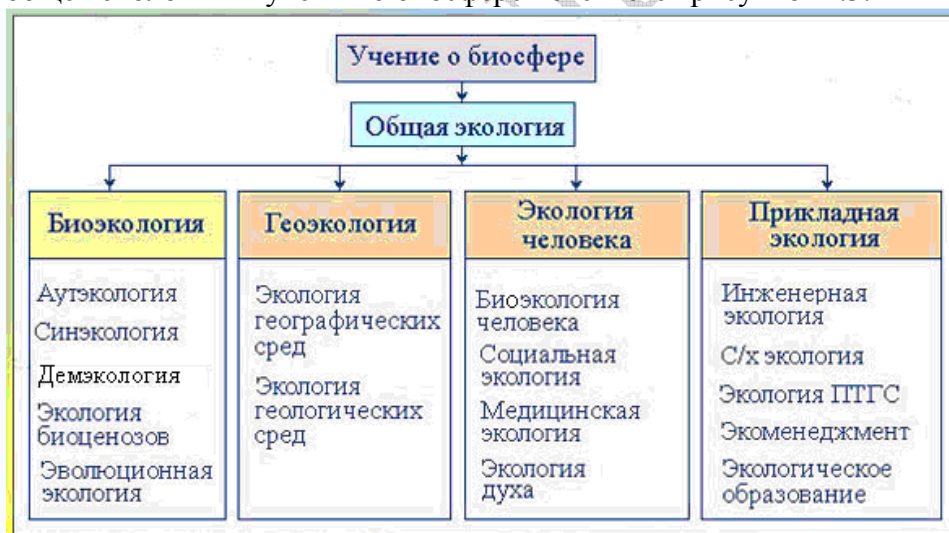 Учение о биосфере
Общая экология
Биоэкология
Аутэкология
Синэкология
Демэкология
Экология
биоценозов
Эволюционная
экология
Геоэкология
Экология
географических
сред
Экология
геологических
сред
Экология
человека
Биоэкология
человека
Социальная
экология
Медицинская
экология
Экология
духа
Прикладная
экология
Инженерная
экология
С/х экология
Экология ПТГС
Экоменеджмент
Экологическое
образование